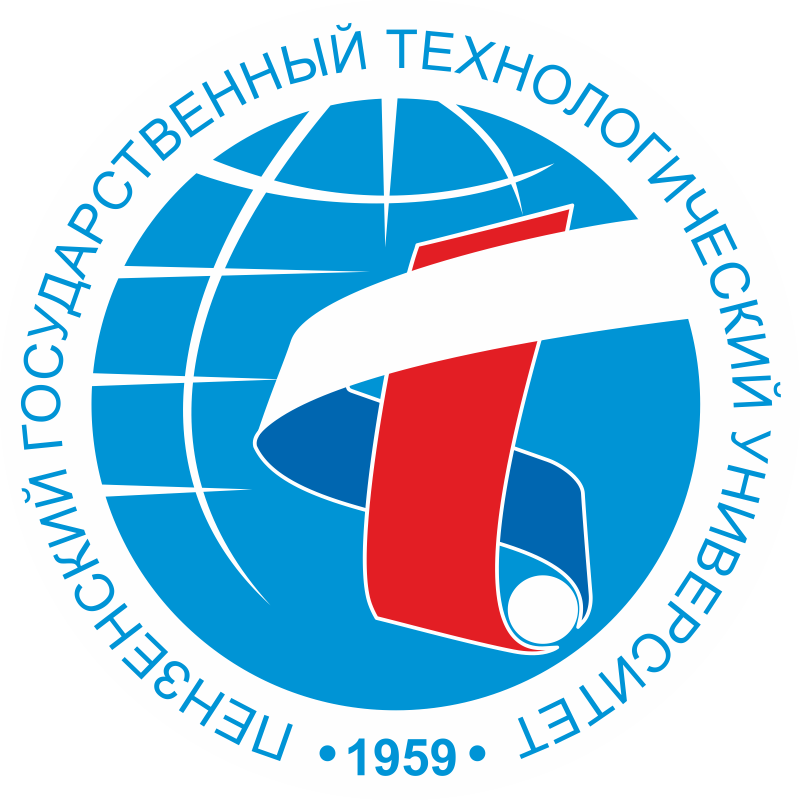 ПЕНЗЕНСКИЙ ГОСУДАРСТВЕННЫЙ ТЕХНОЛОГИЧЕСКИЙ УНИВЕРСИТЕТ
• 1959 •